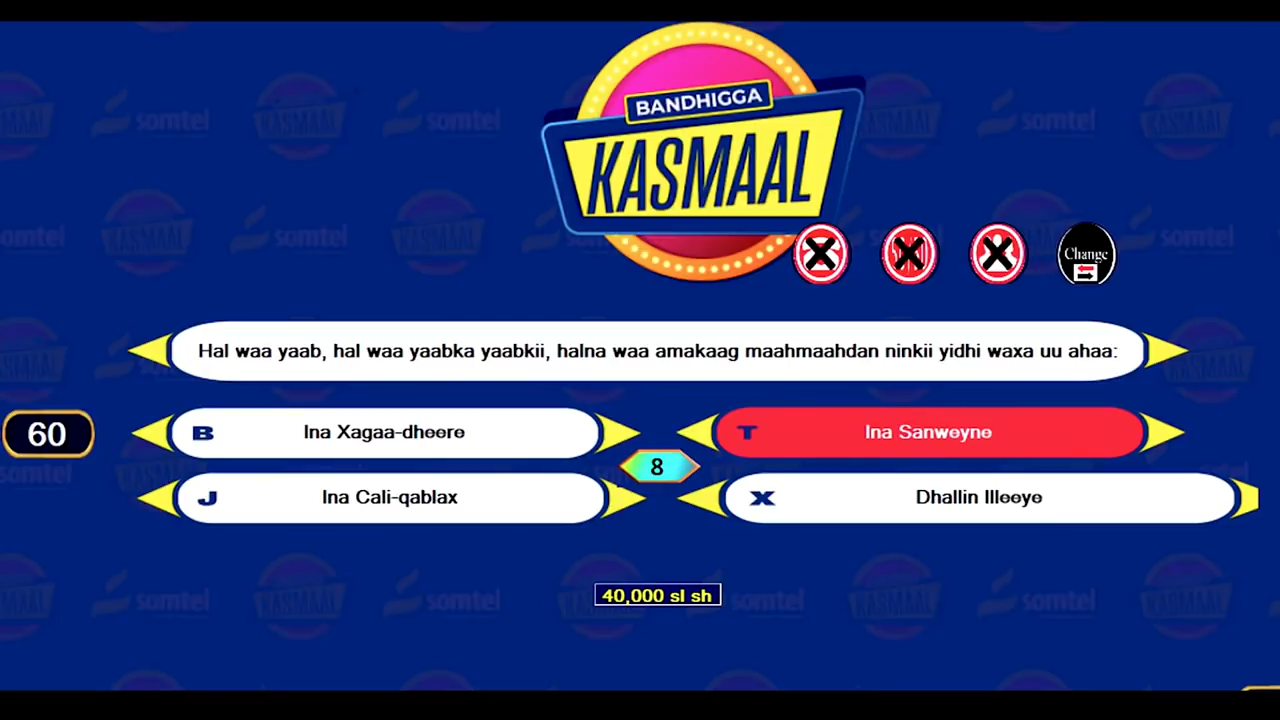 BANDHIGGA
KASMAAL
Change
Hal waa yaab, hal waa yaabka yaabkii, halna waa amakaag maahmaahdan ninkii yidhi waxa uu ahaa:
60
B Ina Xagaa-dheere
T Ina Sanweyne
8
J Ina Cali-qablax
X Dhallin Illeeye
40,000 sl sh
somtel